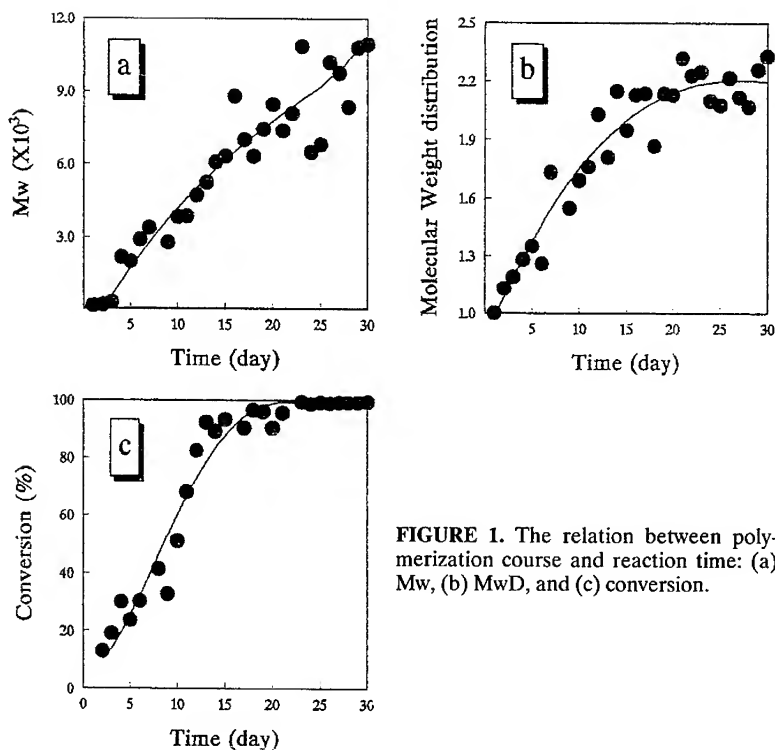 12.0
9.0
6.0
3.0
Mw (X10³)
a
5 10 15 20 25 30
Time (day)
2.5
2.2
1.9
1.6
1.3
1.0
Molecular Weight distribution
b
5 10 15 20 25 30
Time (day)
100
80
60
40
20
0
Conversion (%)
c
0 5 10 15 20 25 30
Time (day)
FIGURE 1. The relation between poly-
merization course and reaction time: (a)
Mw, (b) MwD, and (c) conversion.